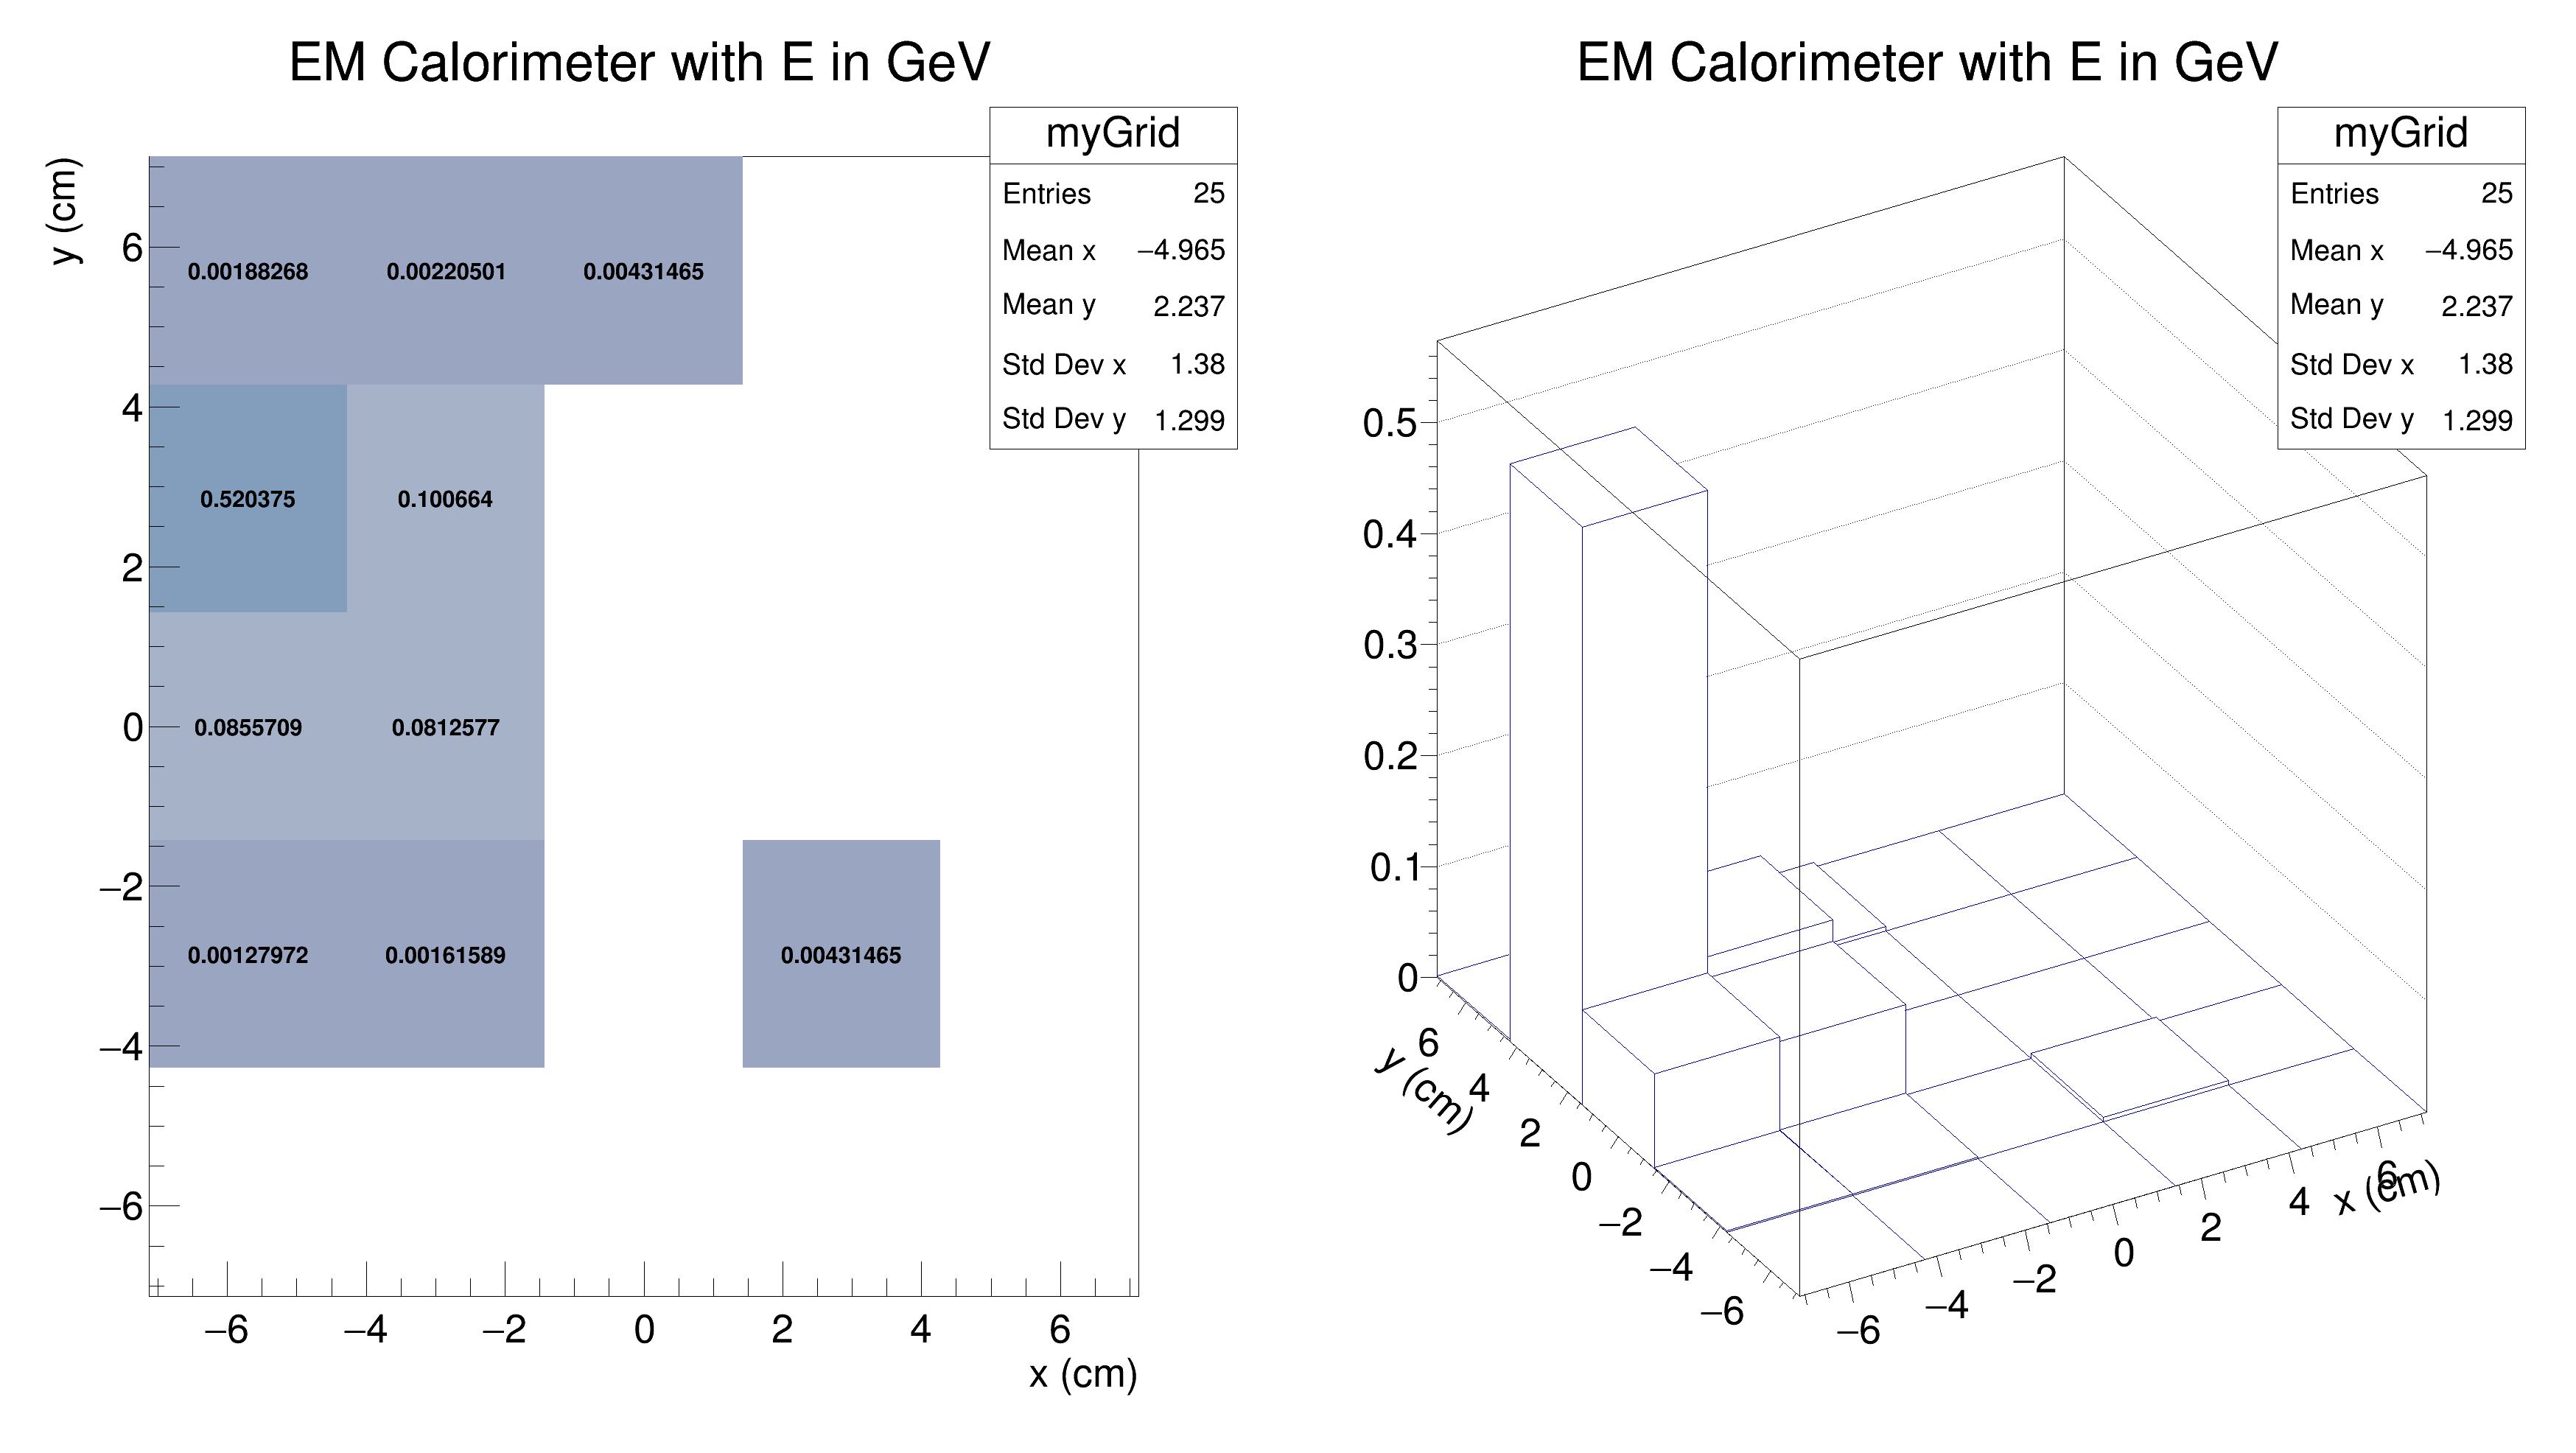 EM Calorimeter with E in GeV
myGrid
Entries 25
Mean x −4.965
Mean y 2.237
Std Dev x 1.38
Std Dev y 1.299
y (cm)
6
4
2
0
−2
−4
−6
0.00188268 0.00220501 0.00431465
0.520375 0.100664
0.0855709 0.0812577
0.00127972 0.00161589 0.00431465
−6 −4 −2 0 2 4 6
x (cm)
EM Calorimeter with E in GeV
myGrid
Entries 25
Mean x −4.965
Mean y 2.237
Std Dev x 1.38
Std Dev y 1.299
0.5
0.4
0.3
0.2
0.1
0
6
4
2
0
−2
−4
−6
y (cm)
−6
−4
−2
0
2
4
6
x (cm)